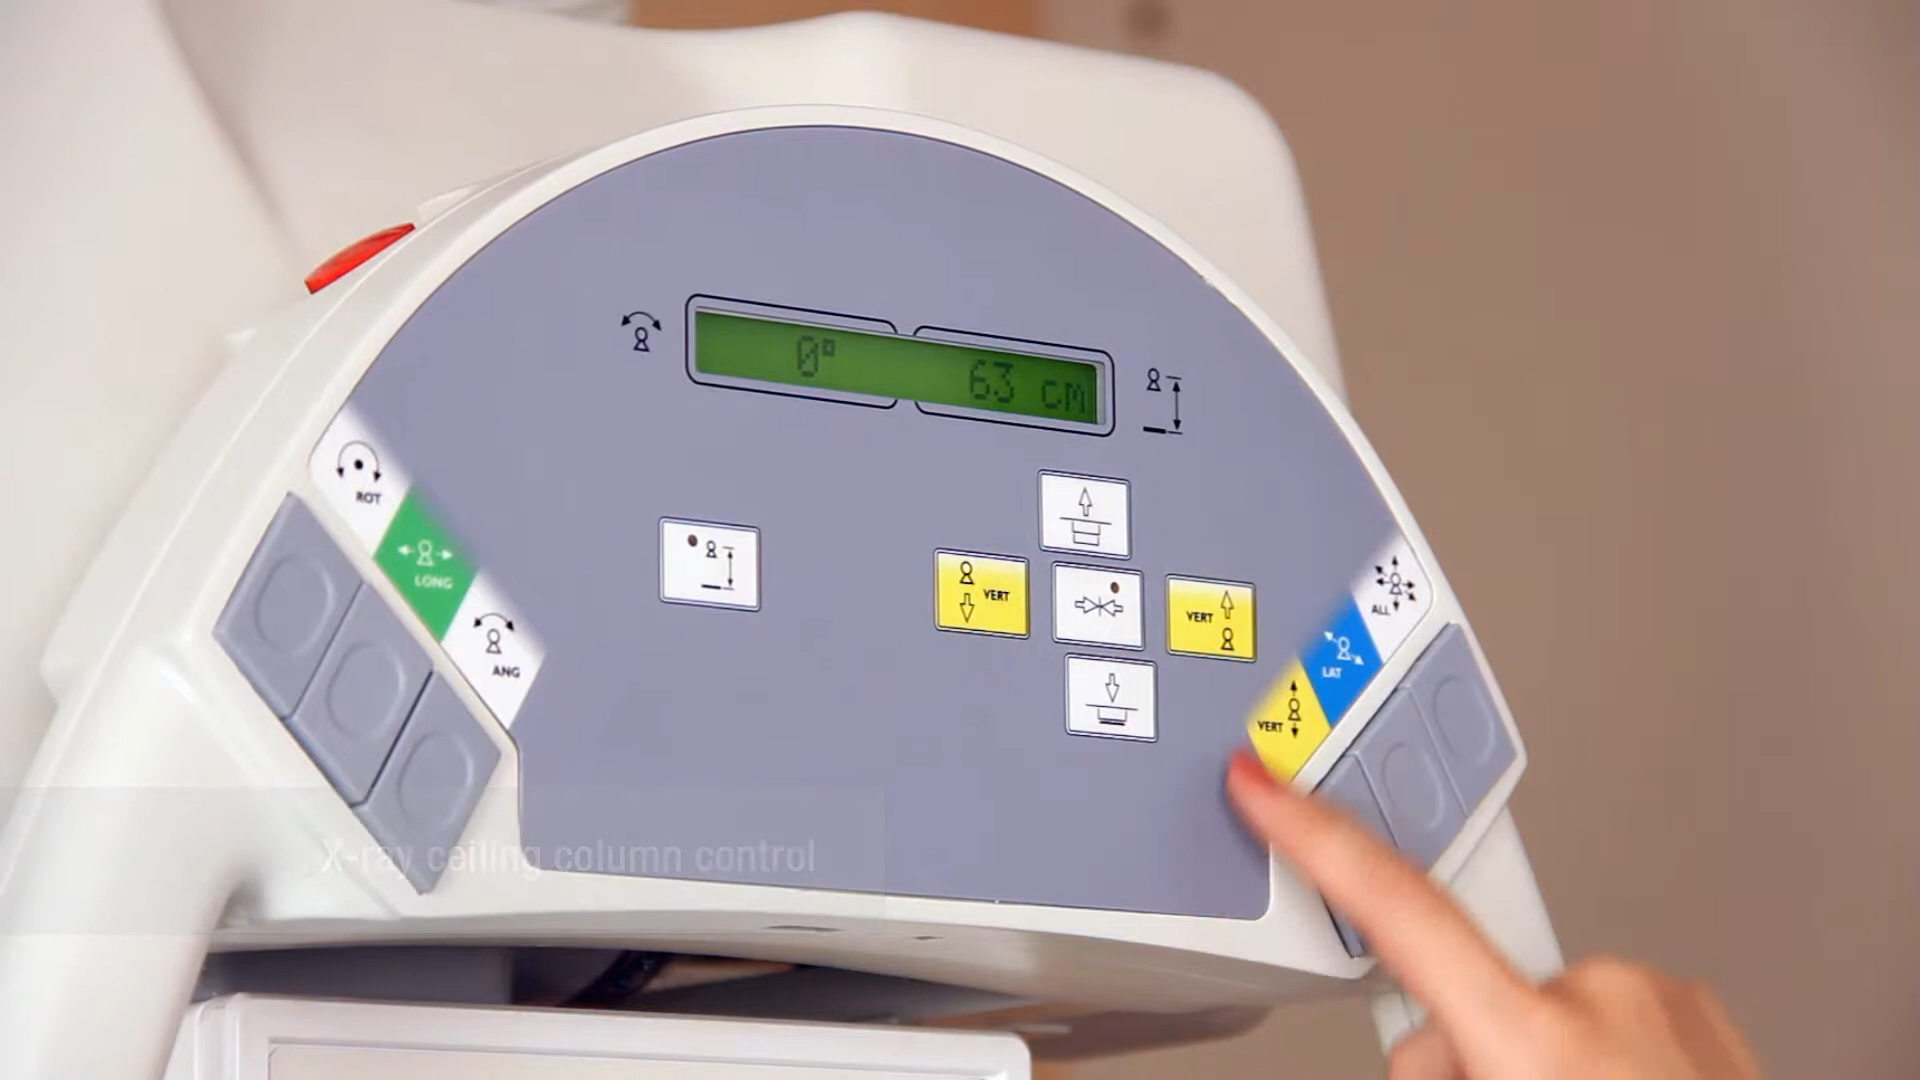 0° 63 cm
ROT
LONG
ANG
VERT
VERT
ALL
LAT
VERT
X-ray ceiling column control